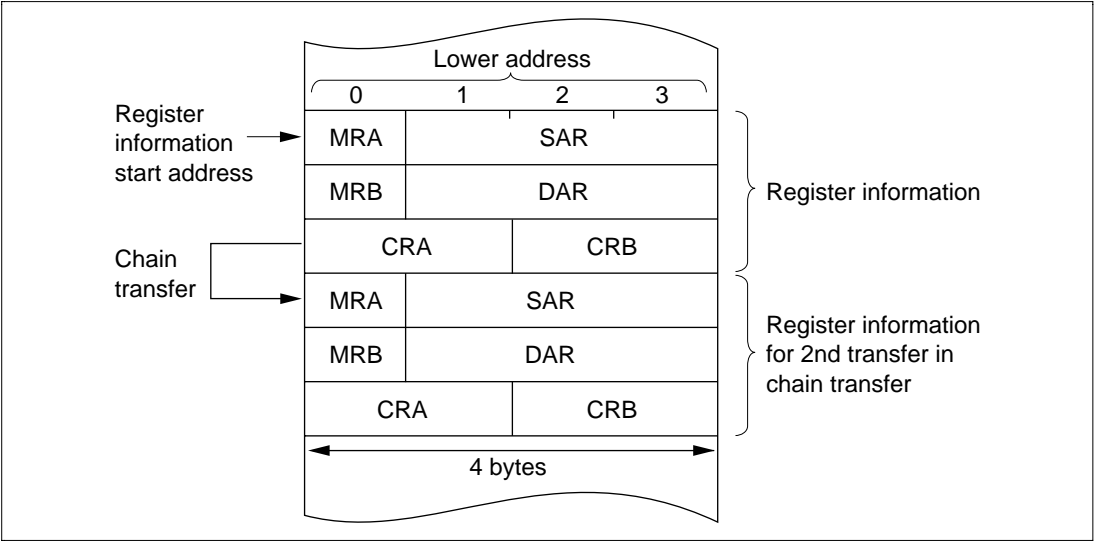 Lower address
0 1 2 3
Register
information
start address
MRA SAR
MRB DAR
Register information
CRA CRB
Chain
transfer
MRA SAR
MRB DAR
Register information
for 2nd transfer in
chain transfer
CRA CRB
4 bytes